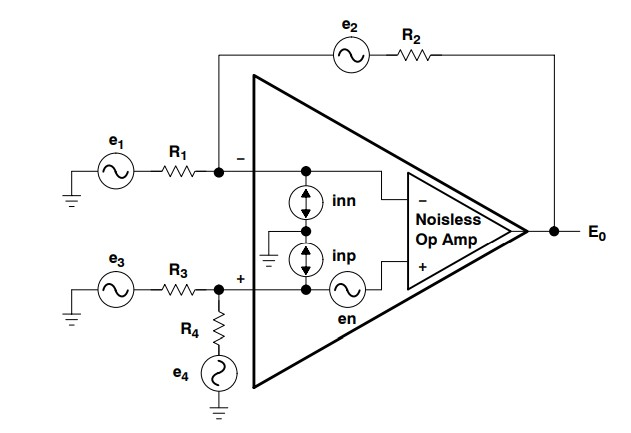 e2
R2
e1
R1
−
inn
−
Noisless
Op Amp
E0
e3
R3
+
inp
+
en
R4
e4